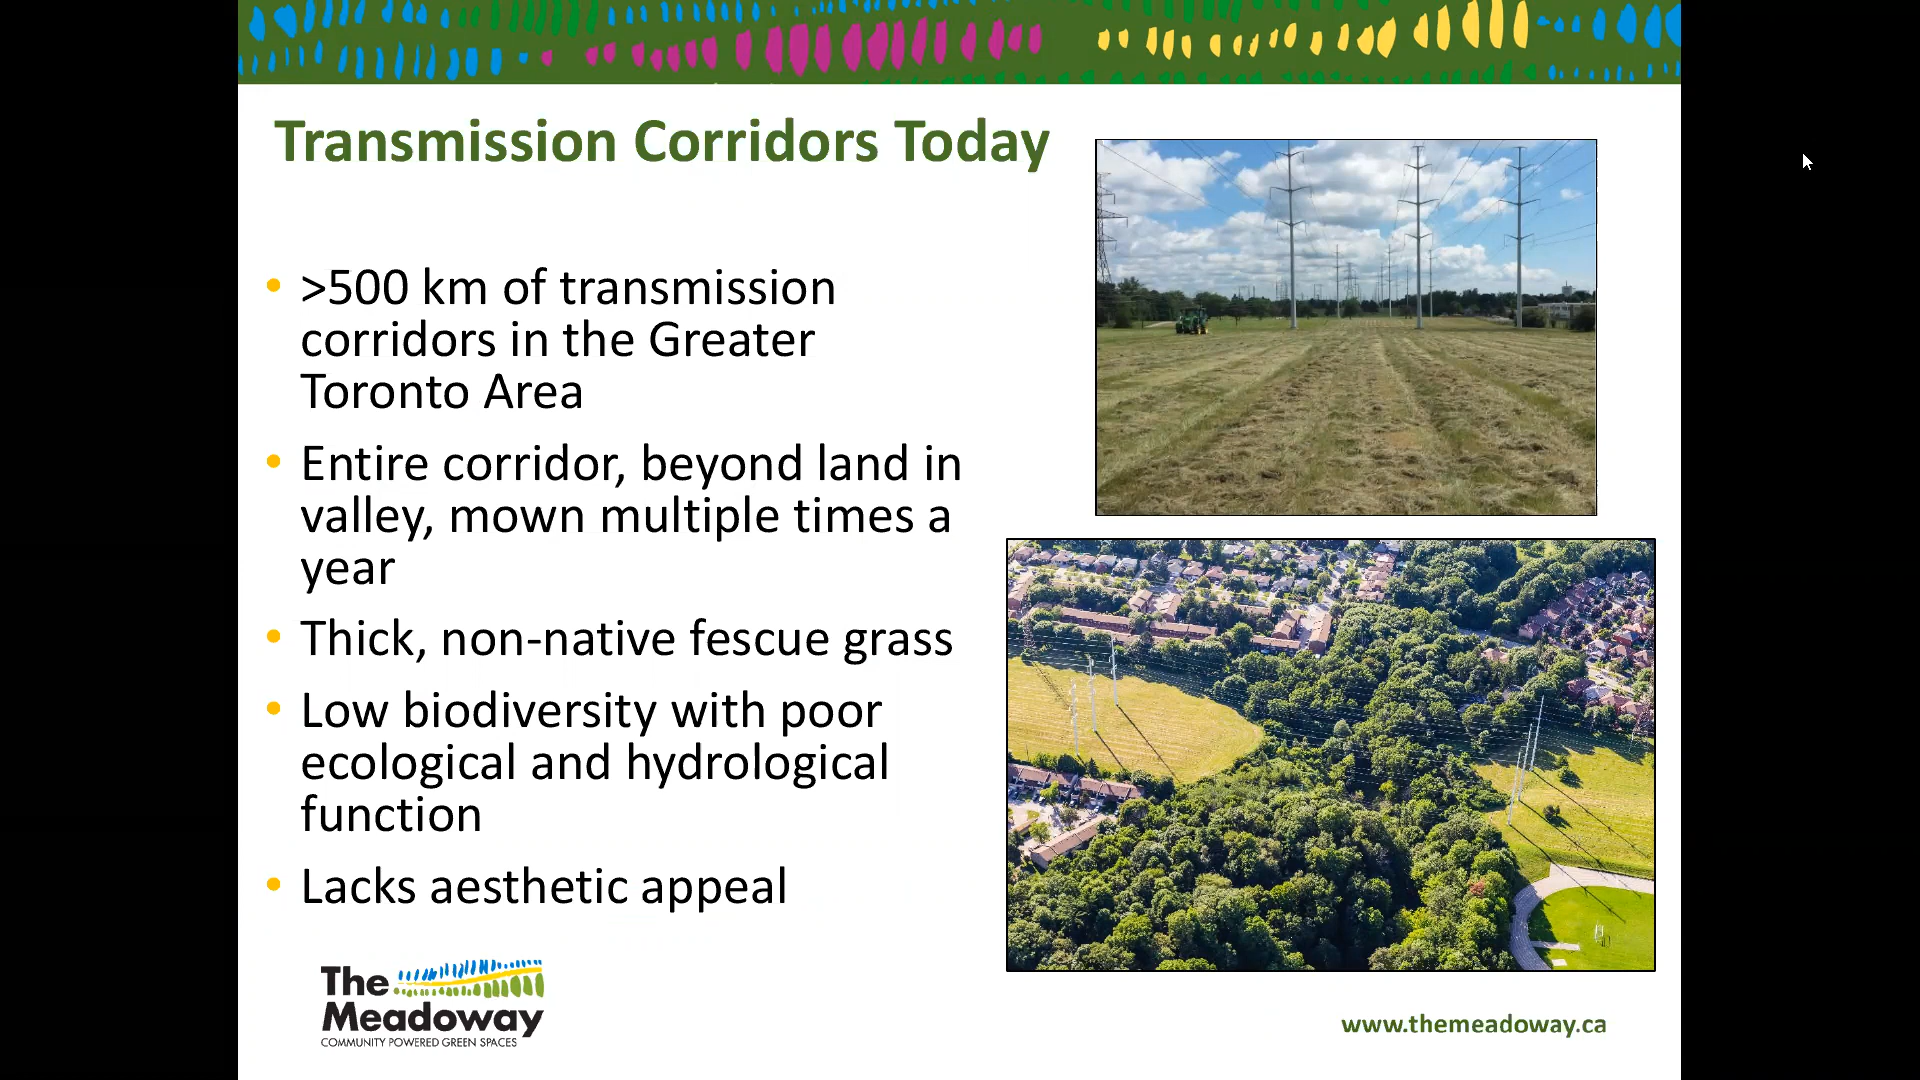 Transmission Corridors Today
• >500 km of transmission
corridors in the Greater
Toronto Area
• Entire corridor, beyond land in
valley, mown multiple times a
year
• Thick, non-native fescue grass
• Low biodiversity with poor
ecological and hydrological
function
• Lacks aesthetic appeal
The
Meadoway
COMMUNITY POWERED GREEN SPACES
www.themeadoway.ca